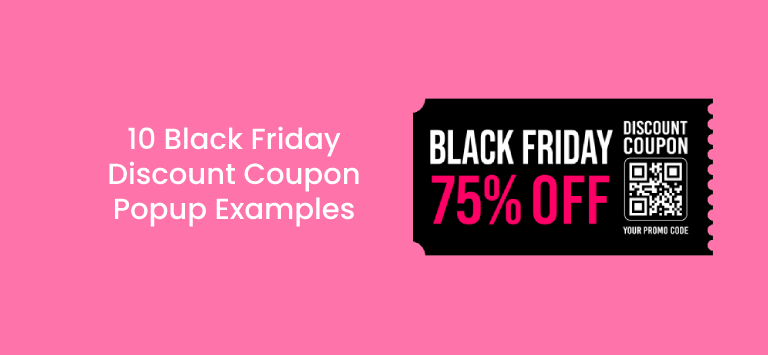 10 Black Friday
Discount Coupon
Popup Examples
BLACK FRIDAY
75% OFF
DISCOUNT
COUPON
YOUR PROMO CODE